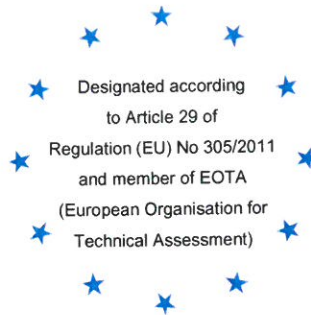 Designated according
to Article 29 of
Regulation (EU) No 305/2011
and member of EOTA
(European Organisation for
Technical Assessment)